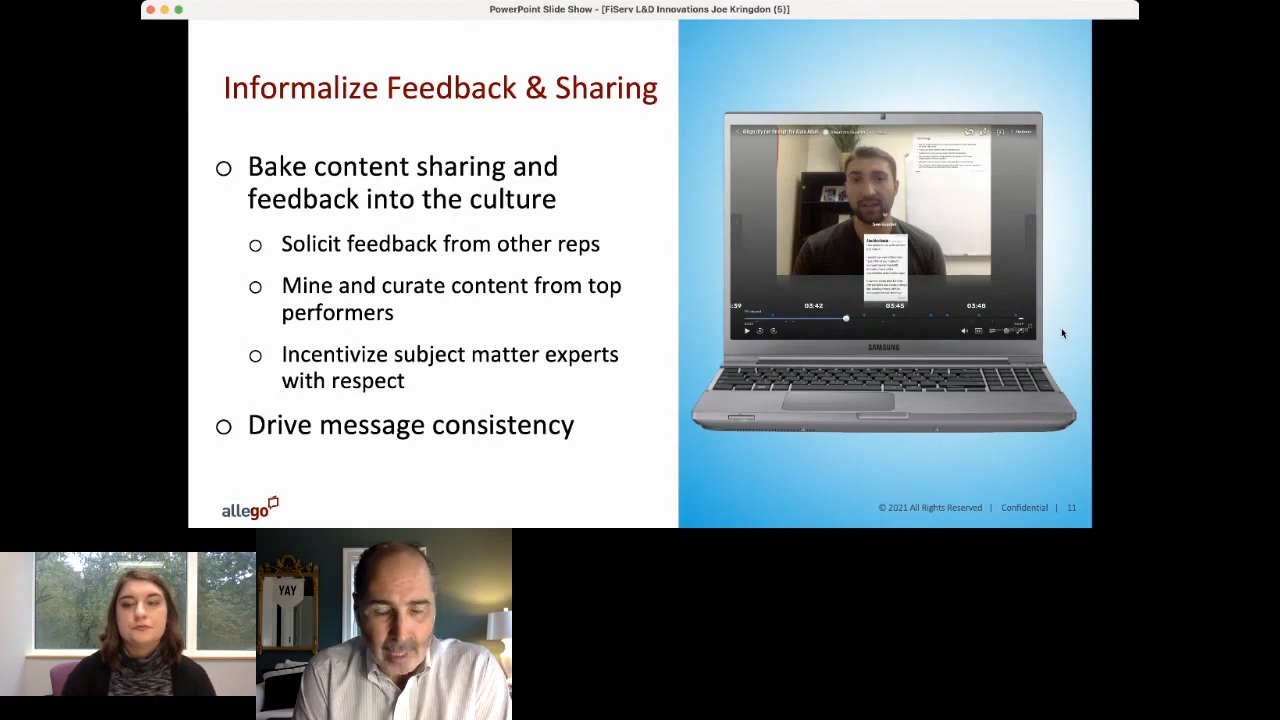 PowerPoint Slide Show - [FiServ L&D Innovations Joe Kringdon (5)]
Informalize Feedback & Sharing
Bake content sharing and
feedback into the culture
Solicit feedback from other reps
Mine and curate content from top
performers
Incentivize subject matter experts
with respect
Drive message consistency
allego
03:42
03:45
03:48
SAMSUNG
© 2021 All Rights Reserved | Confidential | 11
YAY